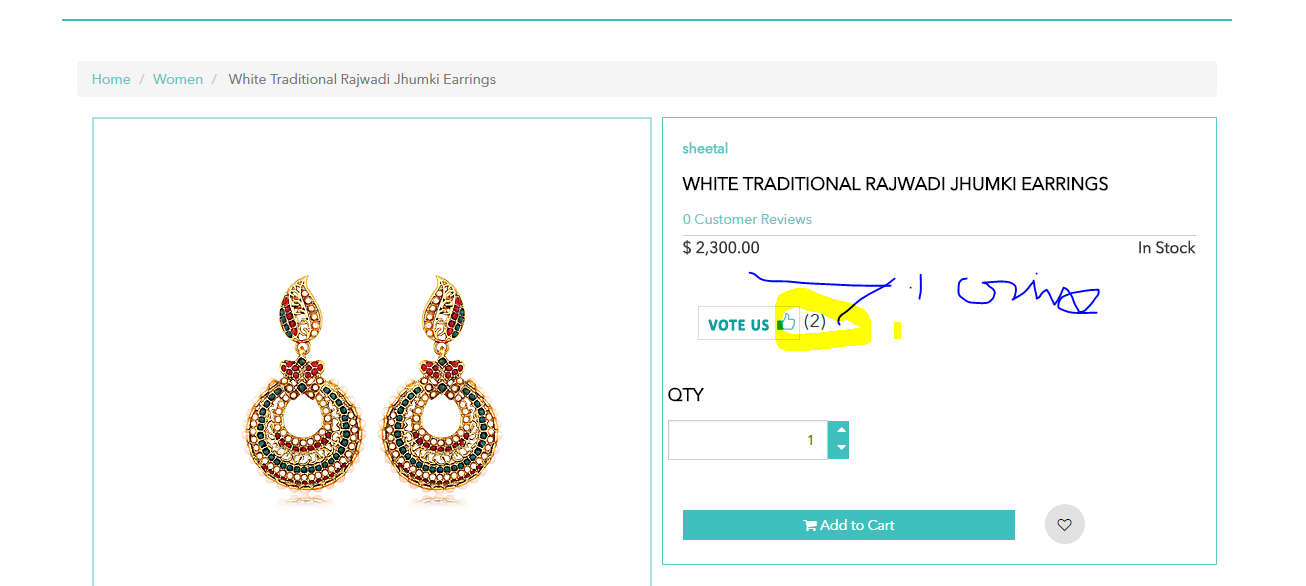 Home / Women / White Traditional Rajwadi Jhumki Earrings
sheetal
WHITE TRADITIONAL RAJWADI JHUMKI EARRINGS
0 Customer Reviews
$ 2,300.00 In Stock
VOTE US (2)
QTY
1
Add to Cart